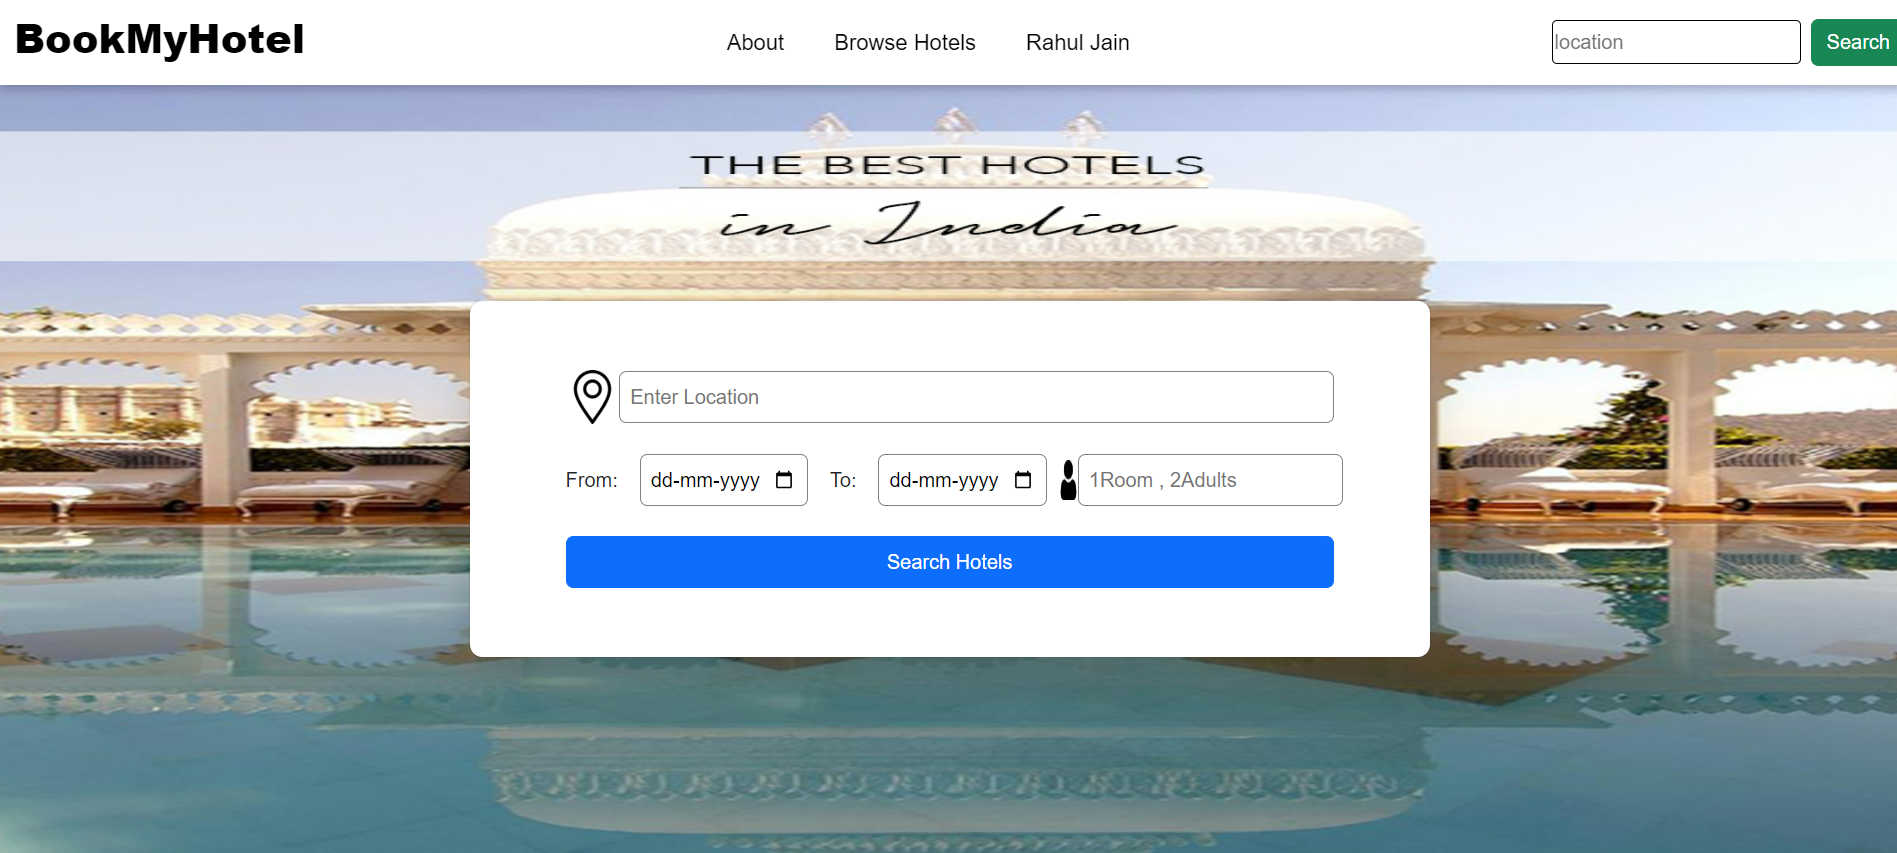 BookMyHotel
About
Browse Hotels
Rahul Jain
location
Search
THE BEST HOTELS
in India
Enter Location
From:
dd-mm-yyyy
To:
dd-mm-yyyy
1Room , 2Adults
Search Hotels